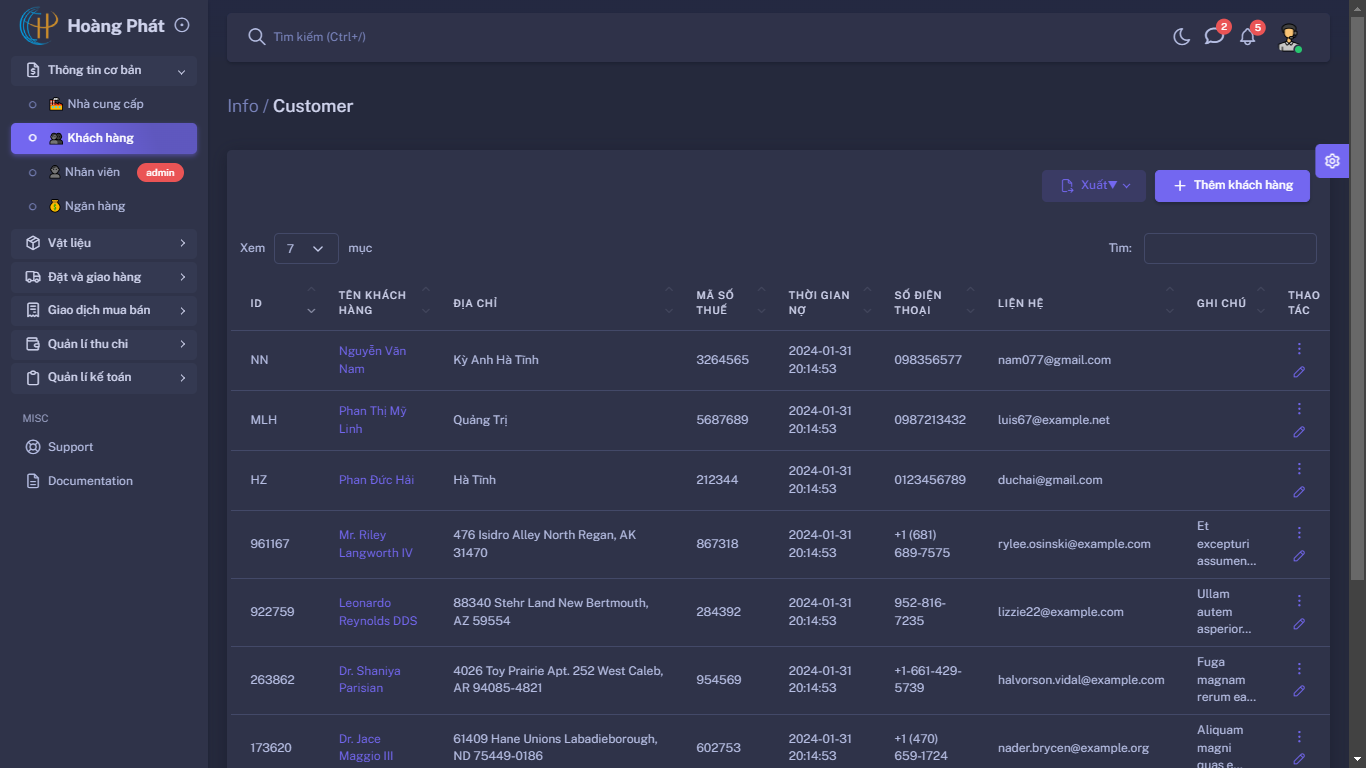 Hoàng Phát
Tìm kiếm (Ctrl+/)
2
5
Thông tin cơ bản
Nhà cung cấp
Khách hàng
Nhân viên
admin
Ngân hàng
Vật liệu
Đặt và giao hàng
Giao dịch mua bán
Quản lí thu chi
Quản lí kế toán
MISC
Support
Documentation
Info / Customer
Xuất▼
+ Thêm khách hàng
Xem 7 mục
Tìm:
ID
TÊN KHÁCH
HÀNG
ĐỊA CHỈ
MÃ SỐ
THUẾ
THỜI GIAN
NỢ
SỐ ĐIỆN
THOẠI
LIÊN HỆ
GHI CHÚ
THAO
TÁC
NN
Nguyễn Văn
Nam
Kỳ Anh Hà Tĩnh
3264565
2024-01-31
20:14:53
098356577
nam077@gmail.com
MLH
Phan Thị Mỹ
Linh
Quảng Trị
5687689
2024-01-31
20:14:53
0987213432
luis67@example.net
HZ
Phan Đức Hải
Hà Tĩnh
212344
2024-01-31
20:14:53
0123456789
duchai@gmail.com
961167
Mr. Riley
Langworth IV
476 Isidro Alley North Regan, AK
31470
867318
2024-01-31
20:14:53
+1 (681)
689-7575
rylee.osinski@example.com
Et
excepturi
assumen...
922759
Leonardo
Reynolds DDS
88340 Stehr Land New Bertmouth,
AZ 59554
284392
2024-01-31
20:14:53
952-816-
7235
lizzie22@example.com
Ullam
autem
asperior...
263862
Dr. Shaniya
Parisian
4026 Toy Prairie Apt. 252 West Caleb,
AR 94085-4821
954569
2024-01-31
20:14:53
+1-661-429-
5739
halvorson.vidal@example.com
Fuga
magnam
rerum ea...
173620
Dr. Jace
Maggio III
61409 Hane Unions Labadieborough,
ND 75449-0186
602753
2024-01-31
20:14:53
+1 (470)
659-1724
nader.brycen@example.org
Aliquam
magni
quas e...